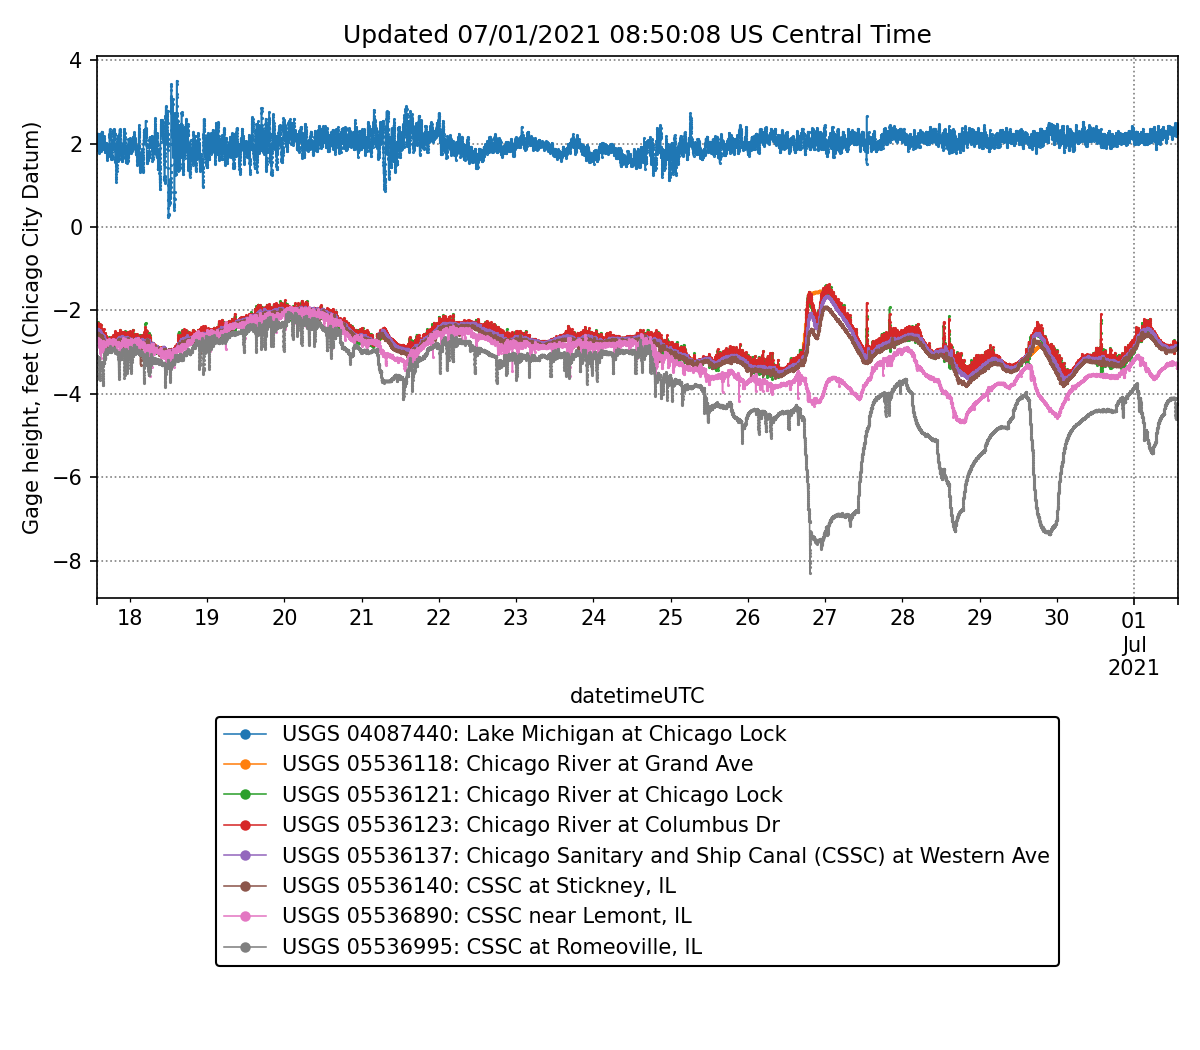 Updated 07/01/2021 08:50:08 US Central Time
Gage height, feet (Chicago City Datum)
4
2
0
−2
−4
−6
−8
18 19 20 21 22 23 24 25 26 27 28 29 30 01
Jul
2021
datetimeUTC
USGS 04087440: Lake Michigan at Chicago Lock
USGS 05536118: Chicago River at Grand Ave
USGS 05536121: Chicago River at Chicago Lock
USGS 05536123: Chicago River at Columbus Dr
USGS 05536137: Chicago Sanitary and Ship Canal (CSSC) at Western Ave
USGS 05536140: CSSC at Stickney, IL
USGS 05536890: CSSC near Lemont, IL
USGS 05536995: CSSC at Romeoville, IL